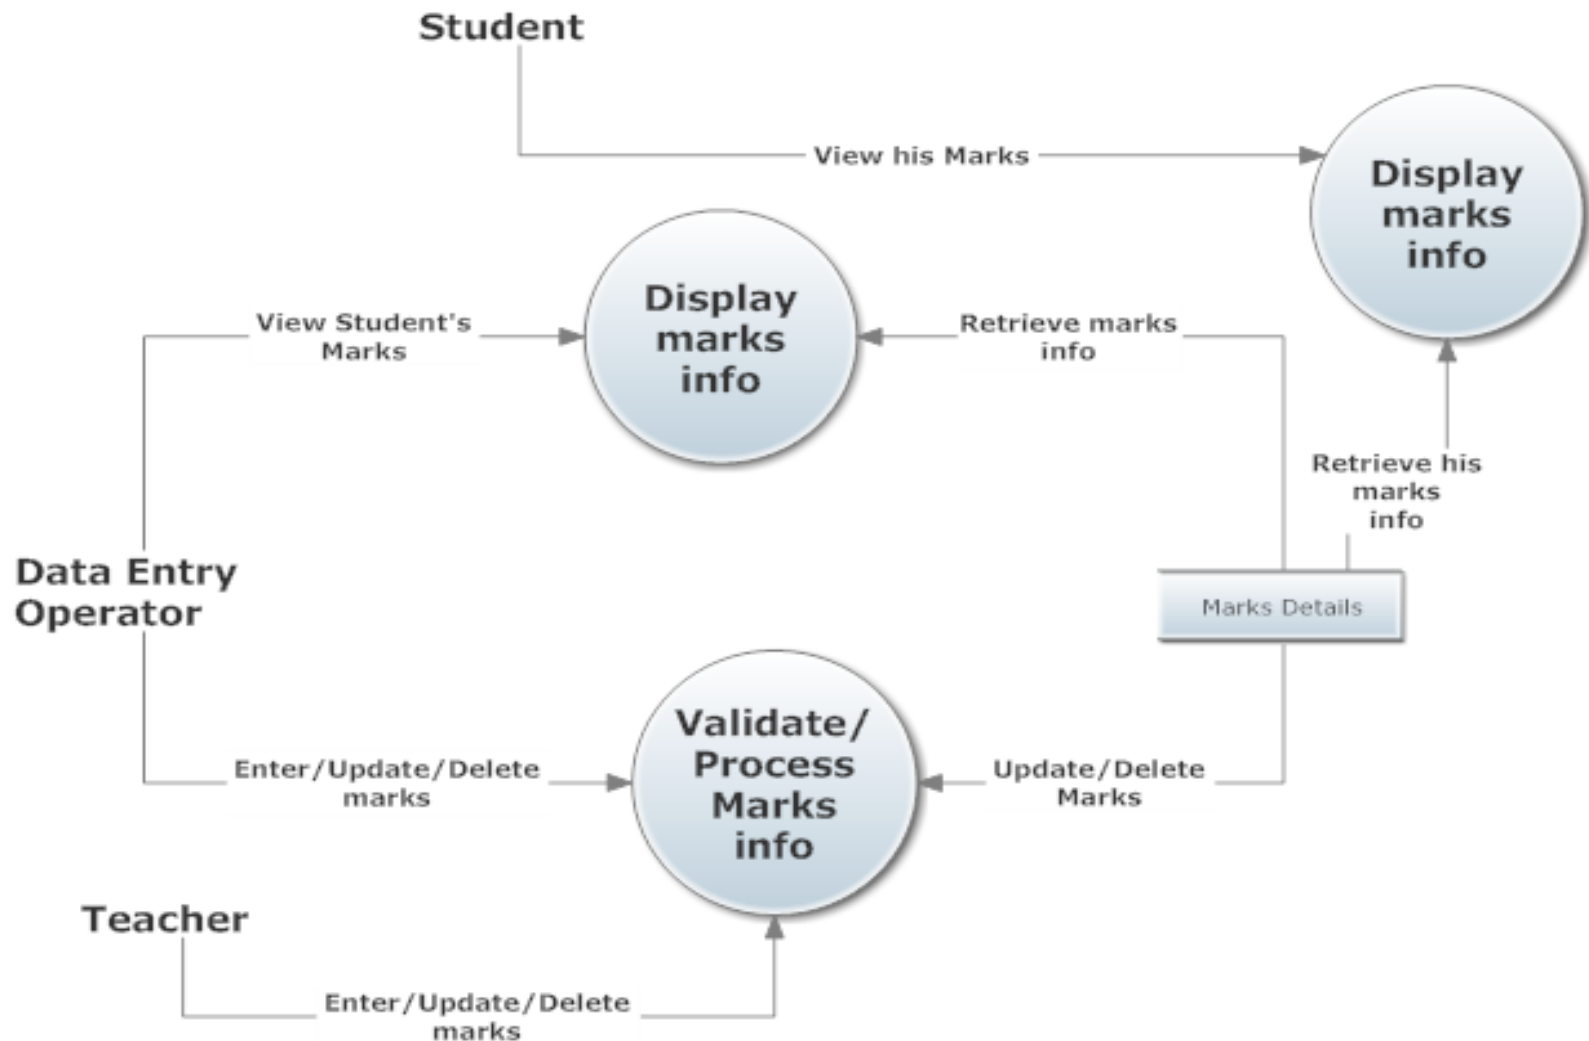 Student
View his Marks
Display
marks
info
View Student's
Marks
Display
marks
info
Retrieve marks
info
Retrieve his
marks
info
Data Entry
Operator
Marks Details
Enter/Update/Delete
marks
Validate/
Process
Marks
info
Update/Delete
Marks
Teacher
Enter/Update/Delete
marks